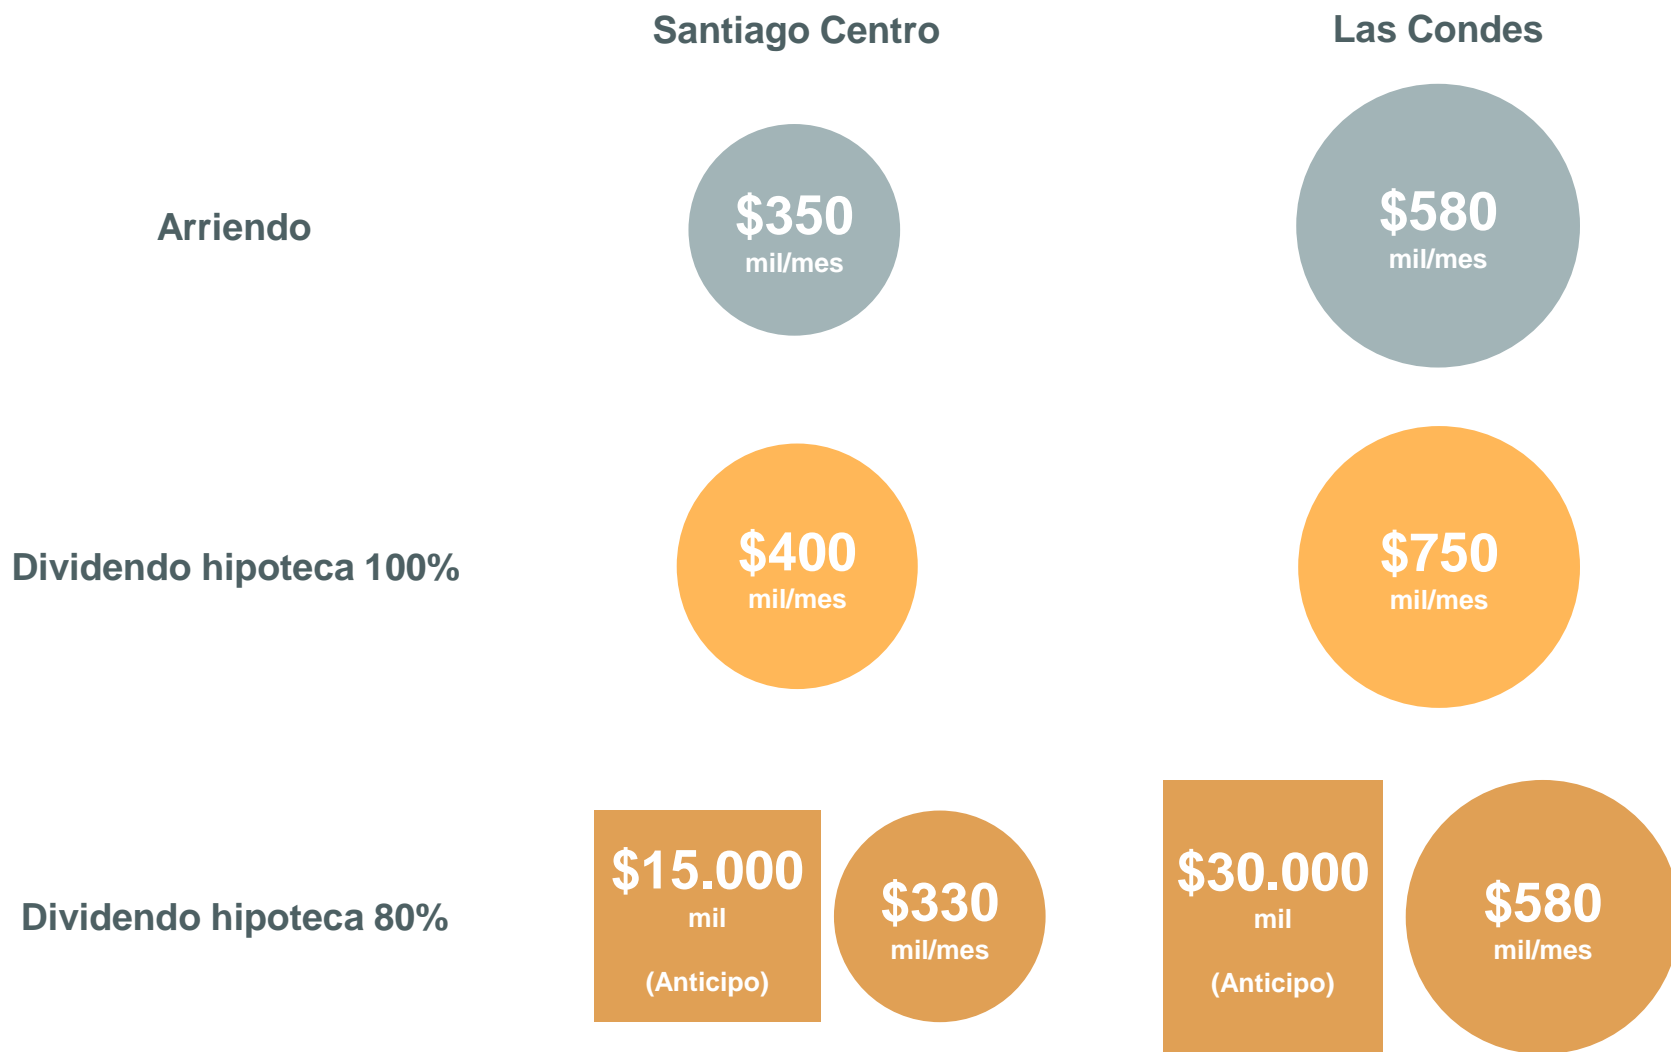 Santiago Centro
Las Condes
Arriendo
$350
mil/mes
$580
mil/mes
Dividendo hipoteca 100%
$400
mil/mes
$750
mil/mes
Dividendo hipoteca 80%
$15.000
mil
(Anticipo)
$330
mil/mes
$30.000
mil
(Anticipo)
$580
mil/mes